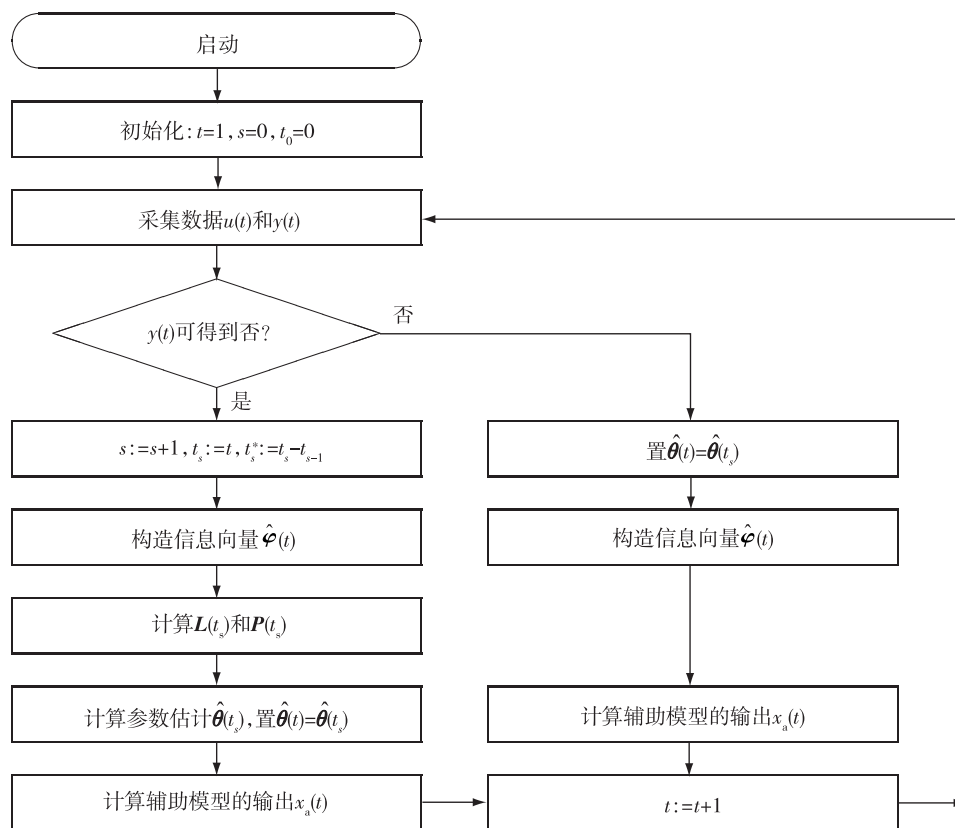 启动
初始化:t=1,s=0,t₀=0
采集数据u(t)和y(t)
y(t)可得到否?
否
是
s:=s+1,tₛ:=t,tₛ*:=tₛ-tₛ₋₁
置θ̂(t)=θ̂(tₛ)
构造信息向量φ̂(t)
构造信息向量φ̂(t)
计算L(tₛ)和P(tₛ)
计算参数估计θ̂(tₛ),置θ̂(t)=θ̂(tₛ)
计算辅助模型的输出xₐ(t)
计算辅助模型的输出xₐ(t)
t:=t+1